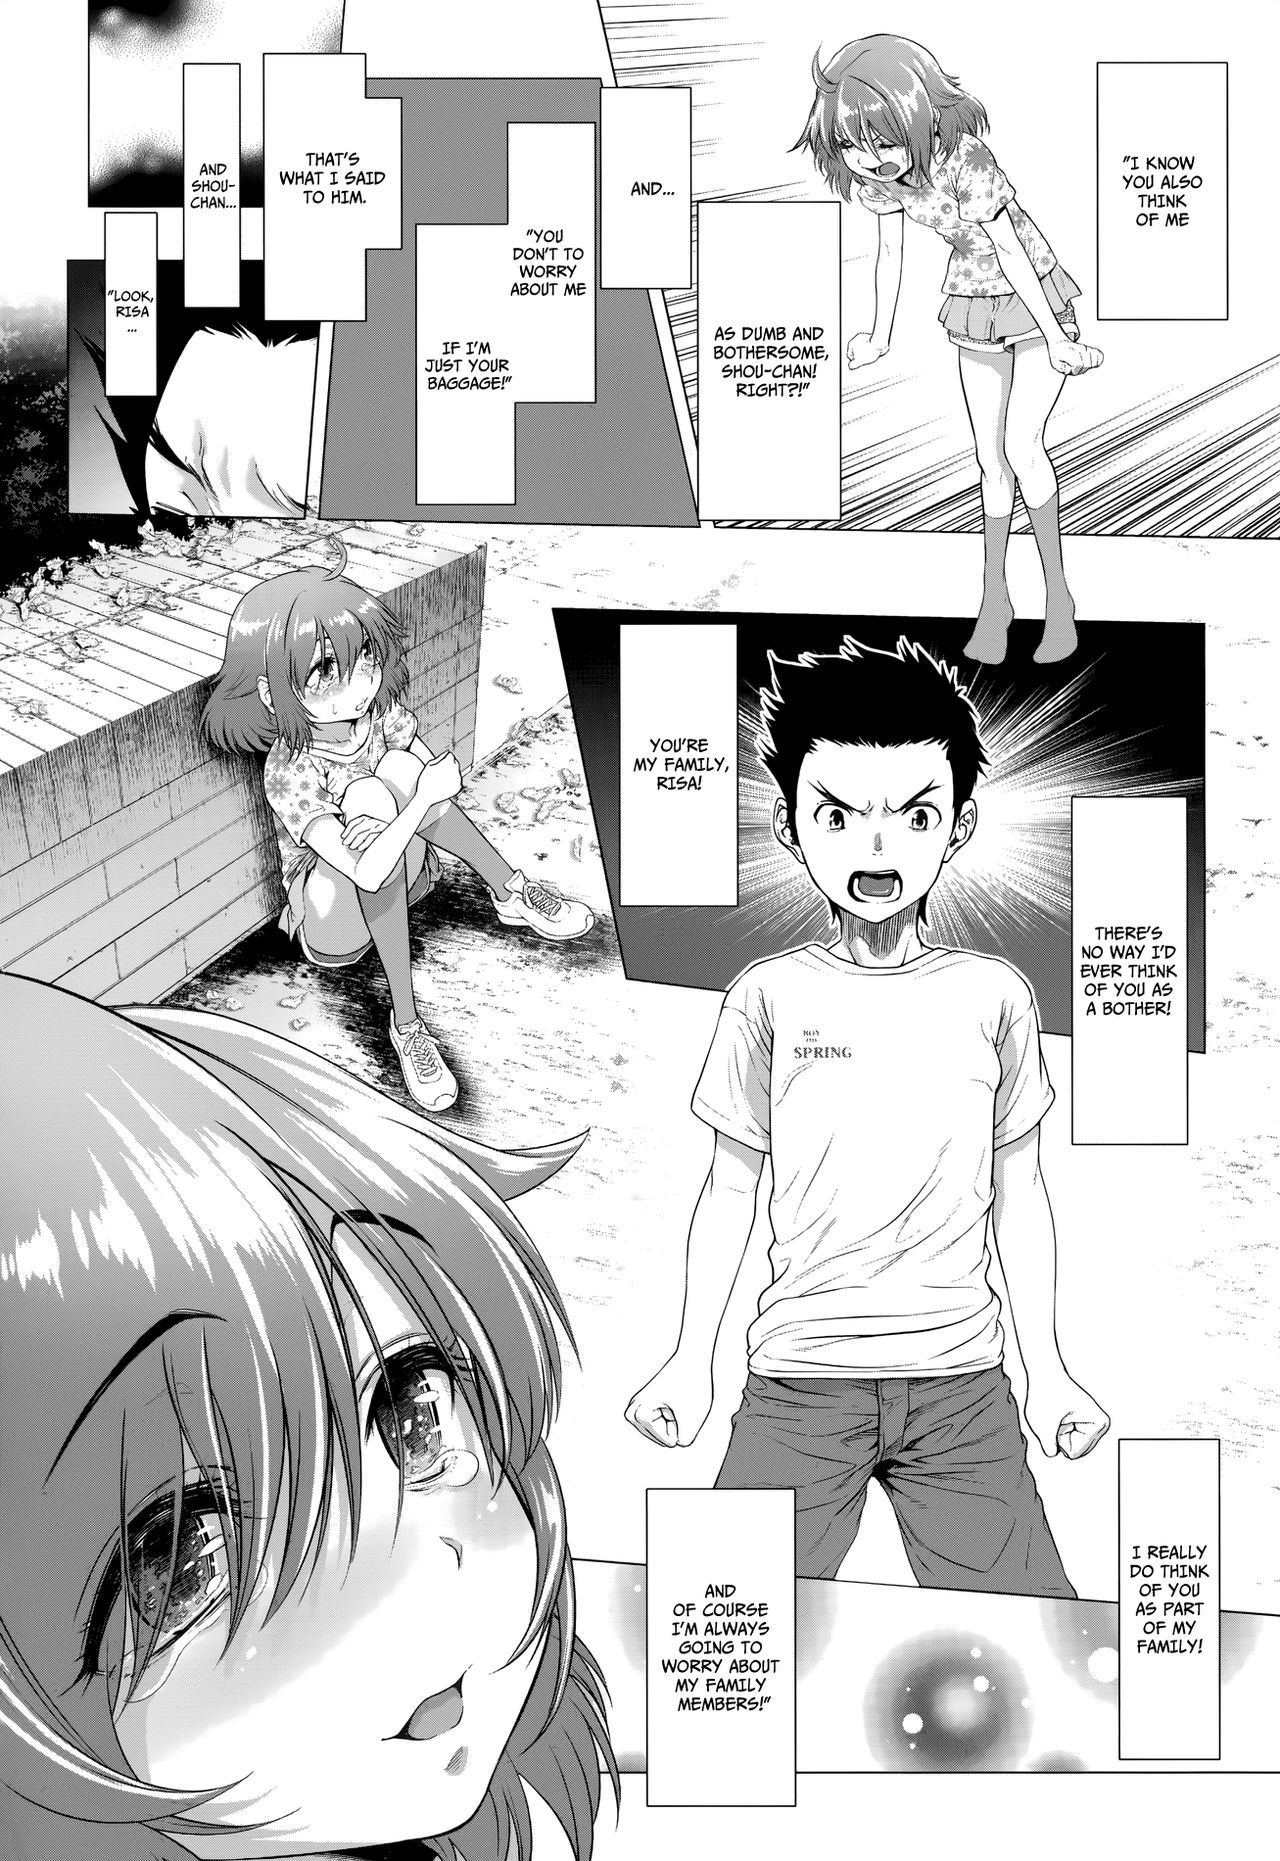 "I KNOW
YOU ALSO
THINK
OF ME
AS DUMB AND
BOTHERSOME,
SHOU-CHAN!
RIGHT?!"
AND...
"YOU
DON'T TO
WORRY
ABOUT ME
IF I'M
JUST YOUR
BAGGAGE!"
THAT'S
WHAT I SAID
TO HIM.
AND
SHOU-
CHAN...
"LOOK,
RISA
...
YOU'RE
MY FAMILY,
RISA!
THERE'S
NO WAY I'D
EVER THINK
OF YOU AS
A BOTHER!
BOY
OD
SPRING
I REALLY
DO THINK
OF YOU
AS PART
OF MY
FAMILY!
AND
OF COURSE
I'M ALWAYS
GOING TO
WORRY ABOUT
MY FAMILY
MEMBERS!"